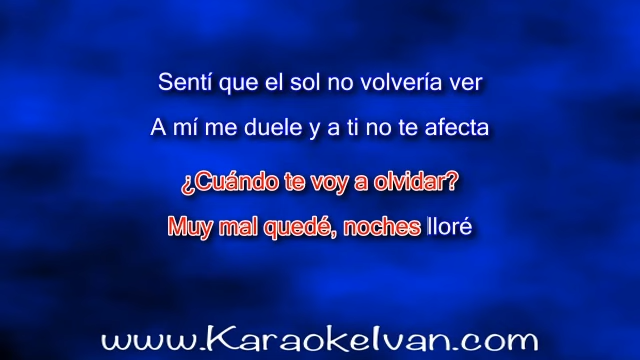 Sentí que el sol no volvería ver
A mí me duele y a ti no te afecta
¿Cuándo te voy a olvidar?
Muy mal quedé, noches lloré
www.KaraokeIvan.com